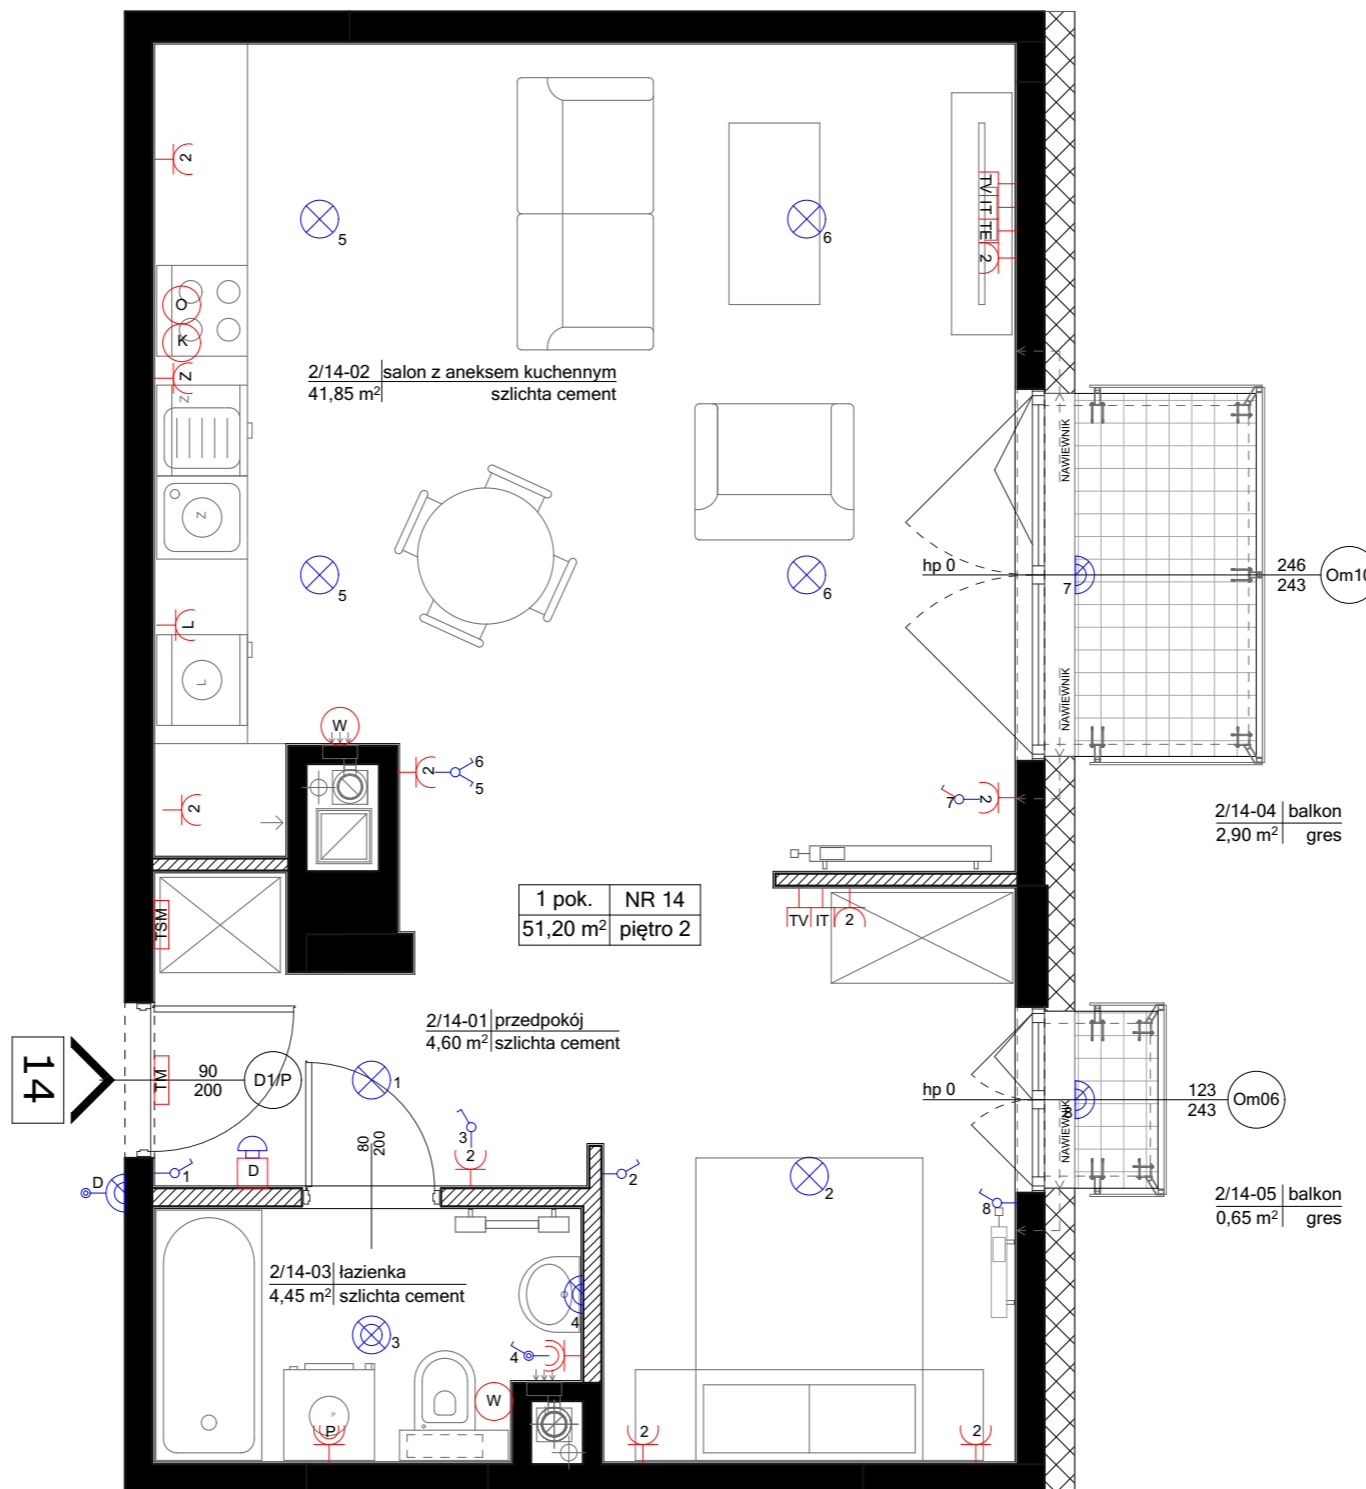 2
5
6
TV IT TE
2
O
K
Z
Z
2/14-02 salon z aneksem kuchennym
41,85 m² szlichta cement
NAWIEWNIK
Z
5
6
hp 0
7
246
243
Om10
L
L
NAWIEWNIK
W
2
6
5
2
7
2
2/14-04 balkon
2,90 m² gres
1 pok. NR 14
51,20 m² piętro 2
TV IT 2
TSM
2/14-01 przedpokój
4,60 m² szlichta cement
14
TM
90
200
D1/P
1
hp 0
8
123
243
Om06
NAWIEWNIK
3
80
200
2
D
D
1
2
2
8
2/14-05 balkon
0,65 m² gres
2/14-03 łazienka
4,45 m² szlichta cement
4
3
4
W
P
P
2
2